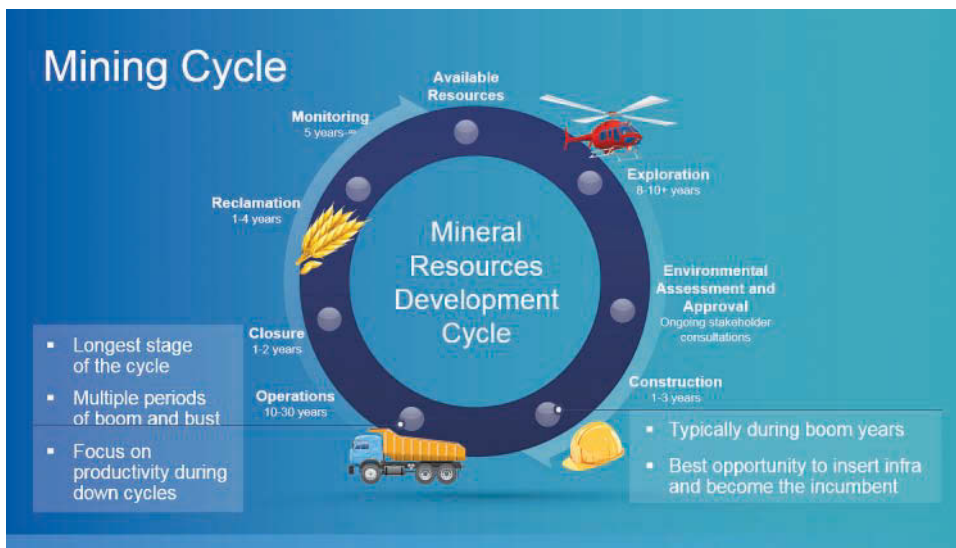 Mining Cycle
Available
Resources
Monitoring
5 years-∞
Exploration
8-10+ years
Reclamation
1-4 years
Mineral
Resources
Development
Cycle
Environmental
Assessment and
Approval
Ongoing stakeholder
consultations
Closure
1-2 years
Operations
10-30 years
Construction
1-3 years
▪ Longest stage
of the cycle
▪ Multiple periods
of boom and bust
▪ Focus on
productivity during
down cycles
▪ Typically during boom years
▪ Best opportunity to insert infra
and become the incumbent